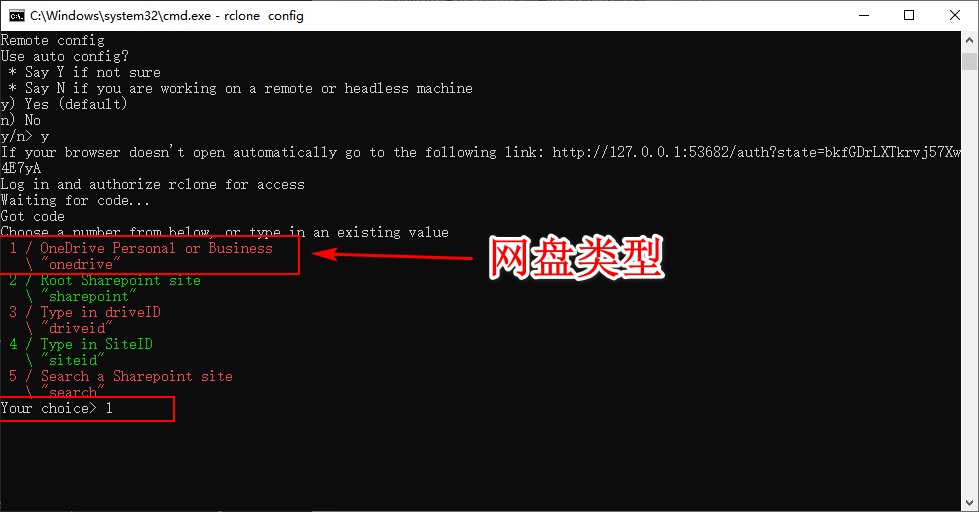 C:\Windows\system32\cmd.exe - rclone  config
Remote config
Use auto config?
 * Say Y if not sure
 * Say N if you are working on a remote or headless machine
y) Yes (default)
n) No
y/n> y
If your browser doesn't open automatically go to the following link: http://127.0.0.1:53682/auth?state=bkfGDrLXTkrvj57Xw
4E7yA
Log in and authorize rclone for access
Waiting for code...
Got code
Choose a number from below, or type in an existing value
 1 / OneDrive Personal or Business
   \ "onedrive"
网盘类型
 2 / Root Sharepoint site
   \ "sharepoint"
 3 / Type in driveID
   \ "driveid"
 4 / Type in SiteID
   \ "siteid"
 5 / Search a Sharepoint site
   \ "search"
Your choice> 1